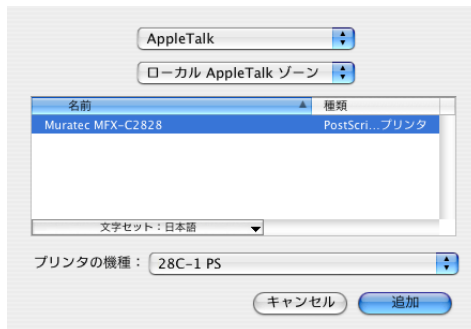 AppleTalk
ローカル AppleTalk ゾーン
名前 種類
Muratec MFX-C2828 PostScri...プリンタ
文字セット：日本語
プリンタの機種： 28C-1 PS
キャンセル 追加